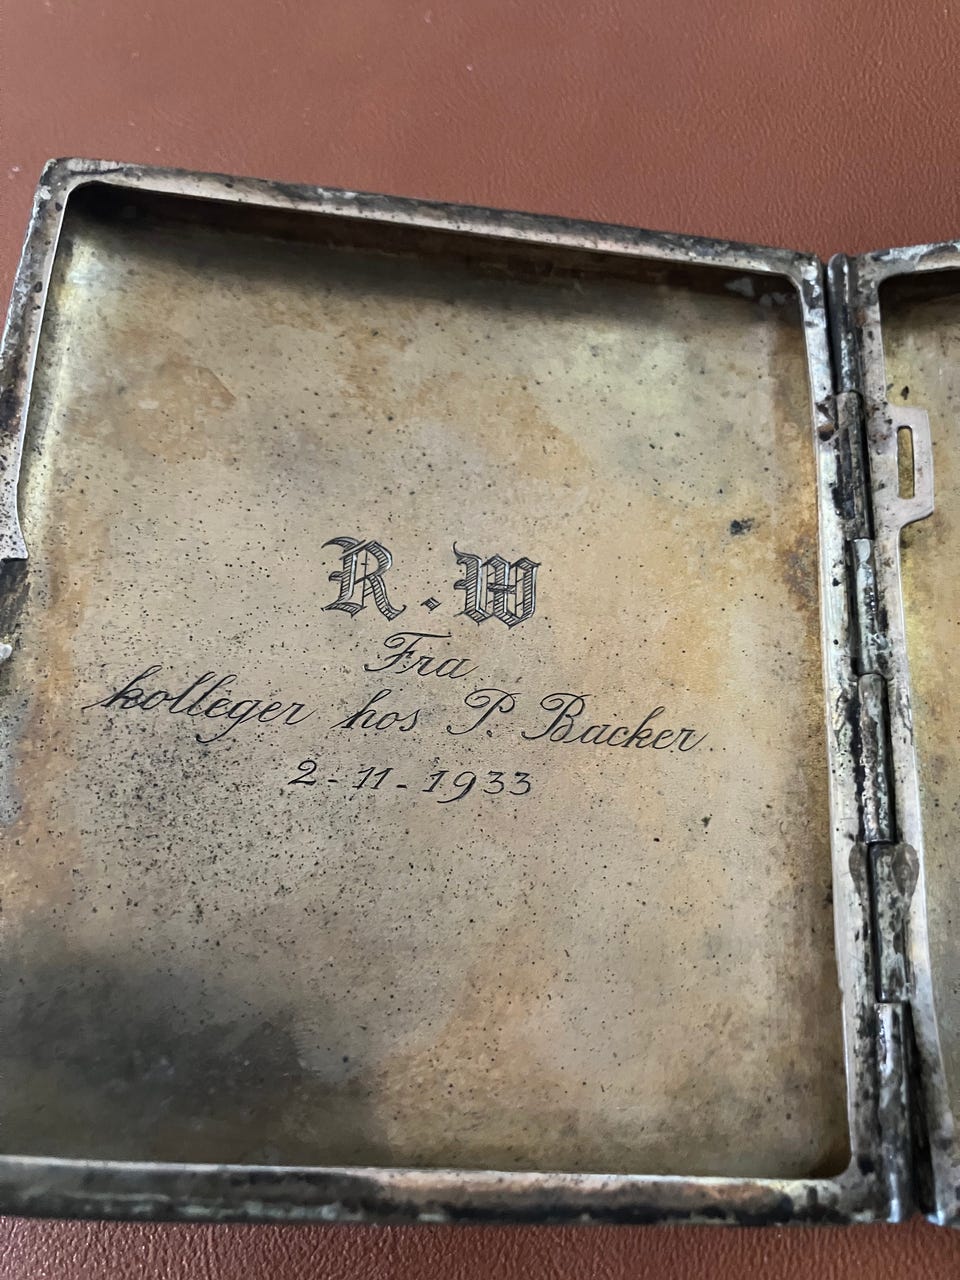 R. W
Fra
kolleger hos P. Backer
2-11-1933